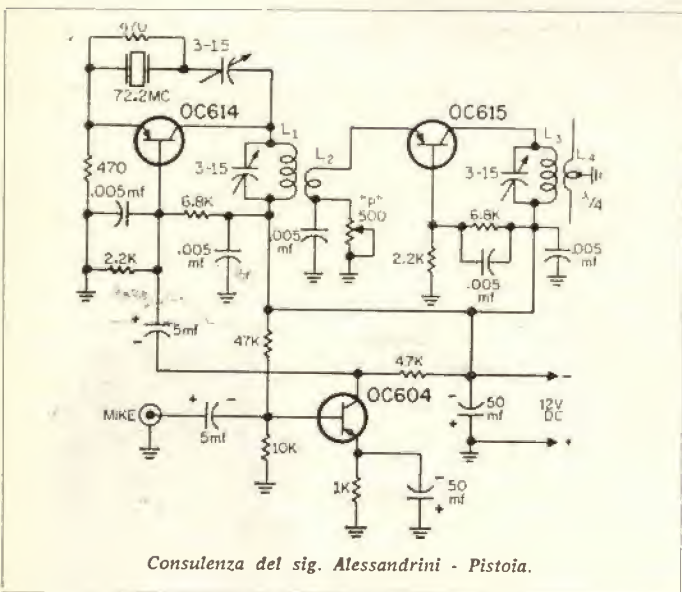 3-15
72.2MC
OC614
OC615
L1
L2
L3
L4
3-15
3-15
470
.005mf
6.8K
"P"
500
6.8K
λ/4
.005
mf
.005
mf
2.2K
.005
mf
.005
mf
2.2K
+
-
5mf
47K
47K
-
OC604
MIKE
+
-
5mf
10K
-
+
50
mf
12V
DC
+
1K
-
+
50
mf
Consulenza del sig. Alessandrini - Pistoia.